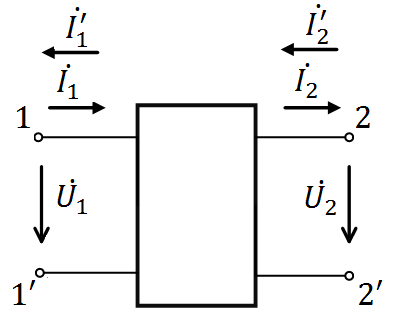 İ₁′ İ₂′
İ₁ İ₂
1 2
U̇₁ U̇₂
1′ 2′